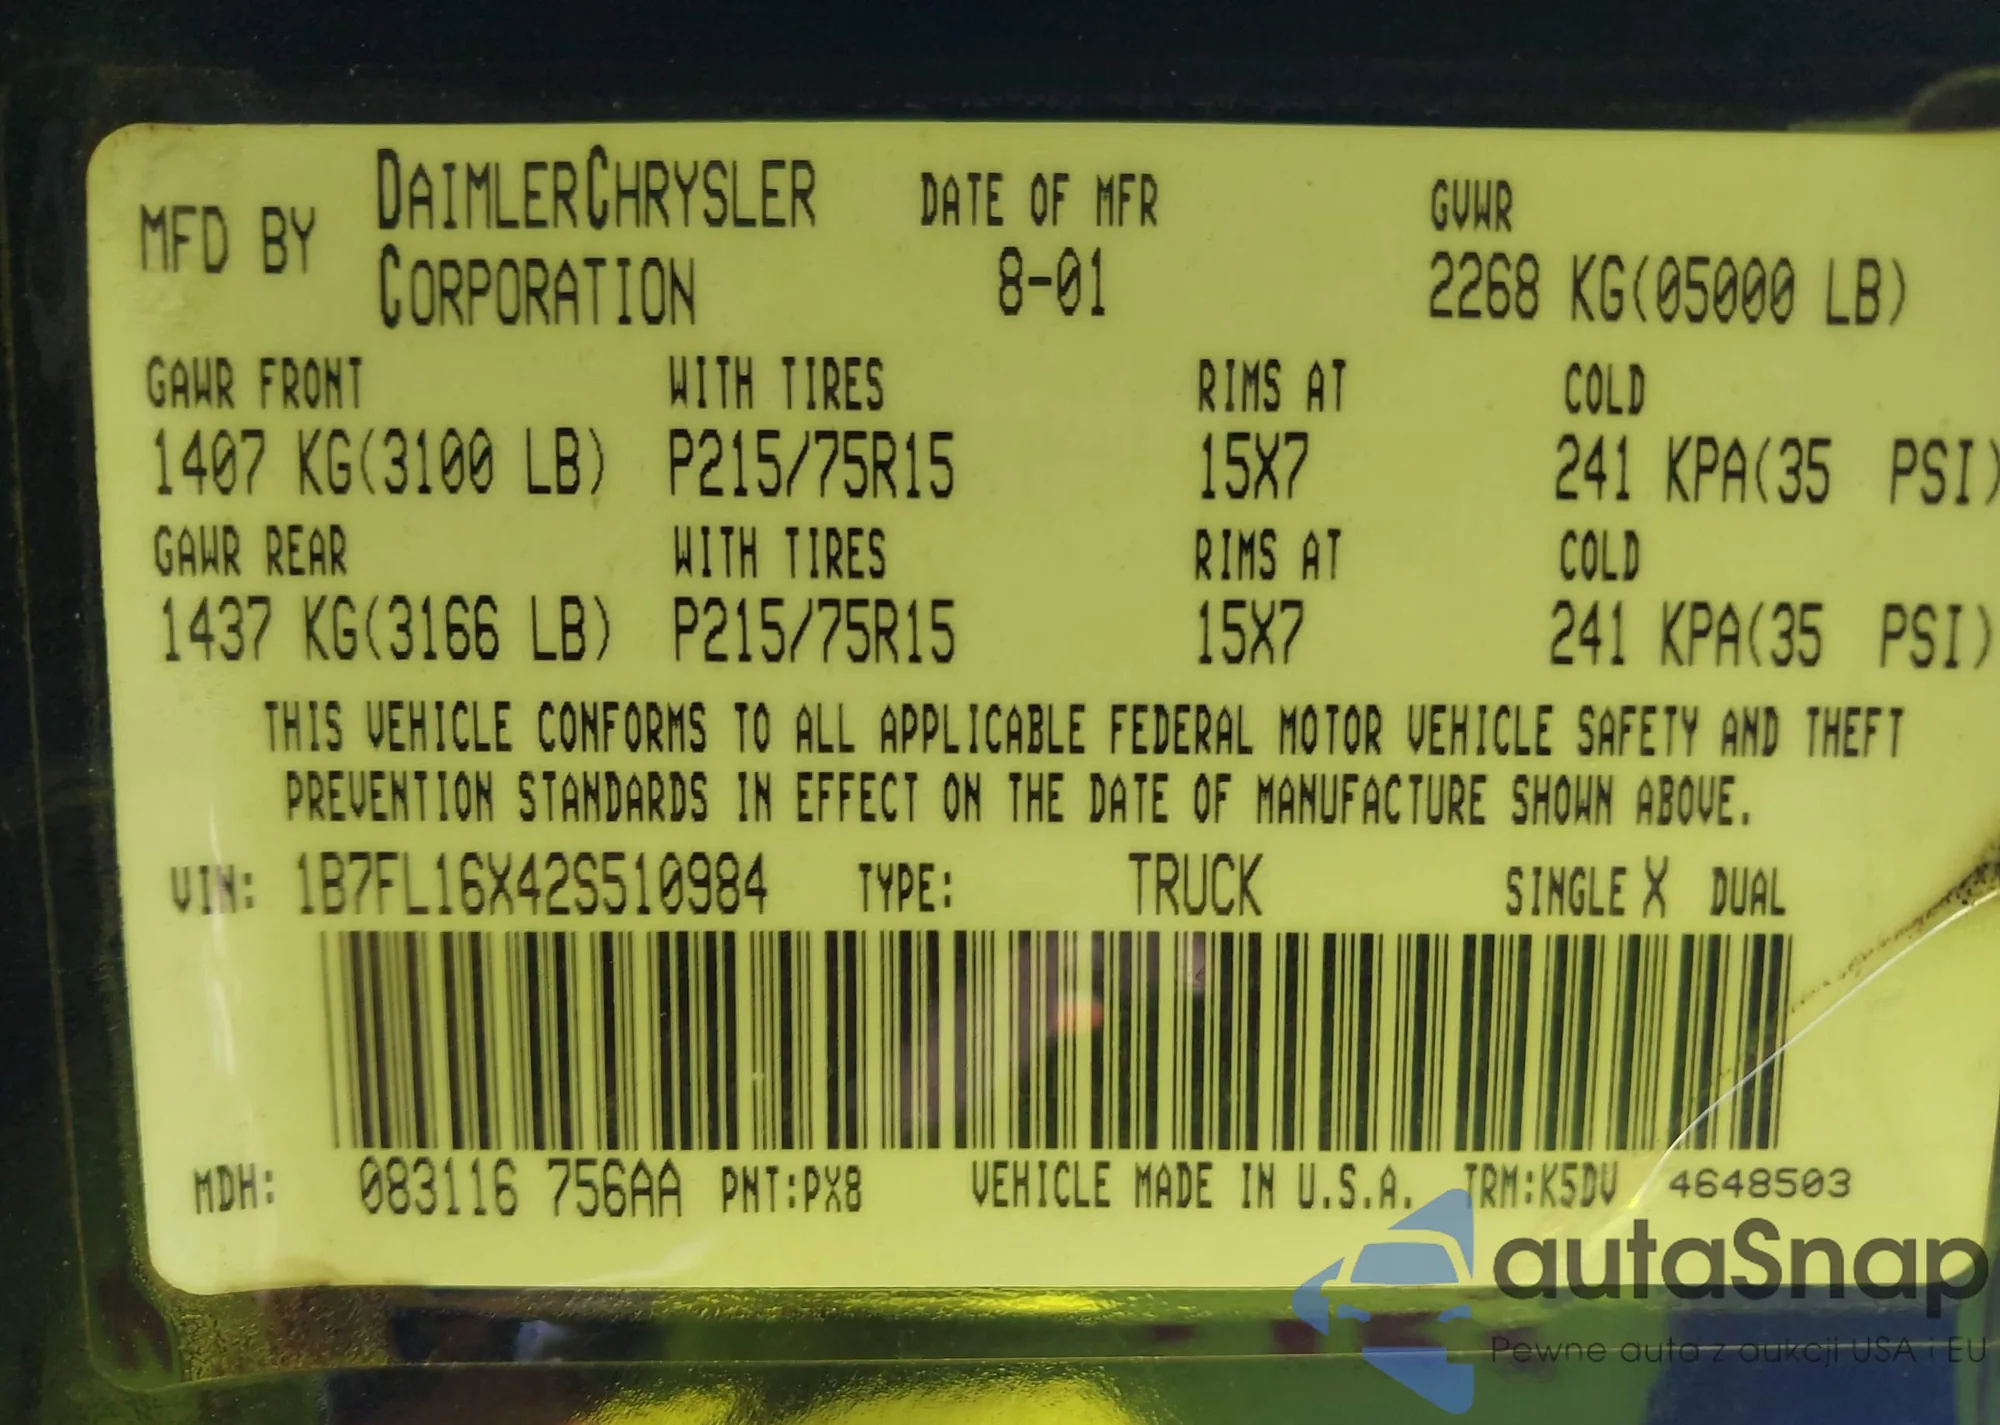 MFD BY DAIMLERCHRYSLER CORPORATION DATE OF MFR 8-01 GVWR 2268 KG(05000 LB)
GAWR FRONT WITH TIRES RIMS AT COLD
1407 KG(3100 LB) P215/75R15 15X7 241 KPA(35 PSI)
GAWR REAR WITH TIRES RIMS AT COLD
1437 KG(3166 LB) P215/75R15 15X7 241 KPA(35 PSI)
THIS VEHICLE CONFORMS TO ALL APPLICABLE FEDERAL MOTOR VEHICLE SAFETY AND THEFT
PREVENTION STANDARDS IN EFFECT ON THE DATE OF MANUFACTURE SHOWN ABOVE.
VIN: 1B7FL16X42S510984 TYPE: TRUCK SINGLE X DUAL
MDH: 083116 756AA PNT:PX8 VEHICLE MADE IN U.S.A. TRM:K5DV 4648503
autaSnap
Pewne auta z aukcji USA i EU